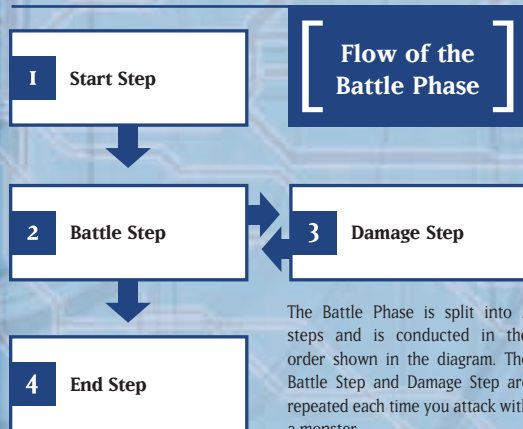 Flow of the
Battle Phase
1 Start Step
2 Battle Step
3 Damage Step
4 End Step
The Battle Phase is split into
steps and is conducted in the
order shown in the diagram. The
Battle Step and Damage Step are
repeated each time you attack with
a monster.